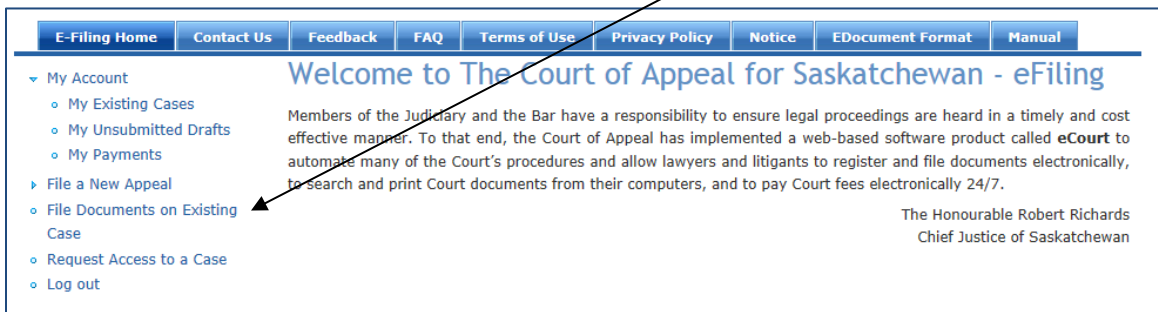 E-Filing Home Contact Us Feedback FAQ Terms of Use Privacy Policy Notice EDocument Format Manual
My Account
My Existing Cases
My Unsubmitted Drafts
My Payments
File a New Appeal
File Documents on Existing
Case
Request Access to a Case
Log out
Welcome to The Court of Appeal for Saskatchewan - eFiling
Members of the Judiciary and the Bar have a responsibility to ensure legal proceedings are heard in a timely and cost
effective manner. To that end, the Court of Appeal has implemented a web-based software product called eCourt to
automate many of the Court's procedures and allow lawyers and litigants to register and file documents electronically,
to search and print Court documents from their computers, and to pay Court fees electronically 24/7.
The Honourable Robert Richards
Chief Justice of Saskatchewan